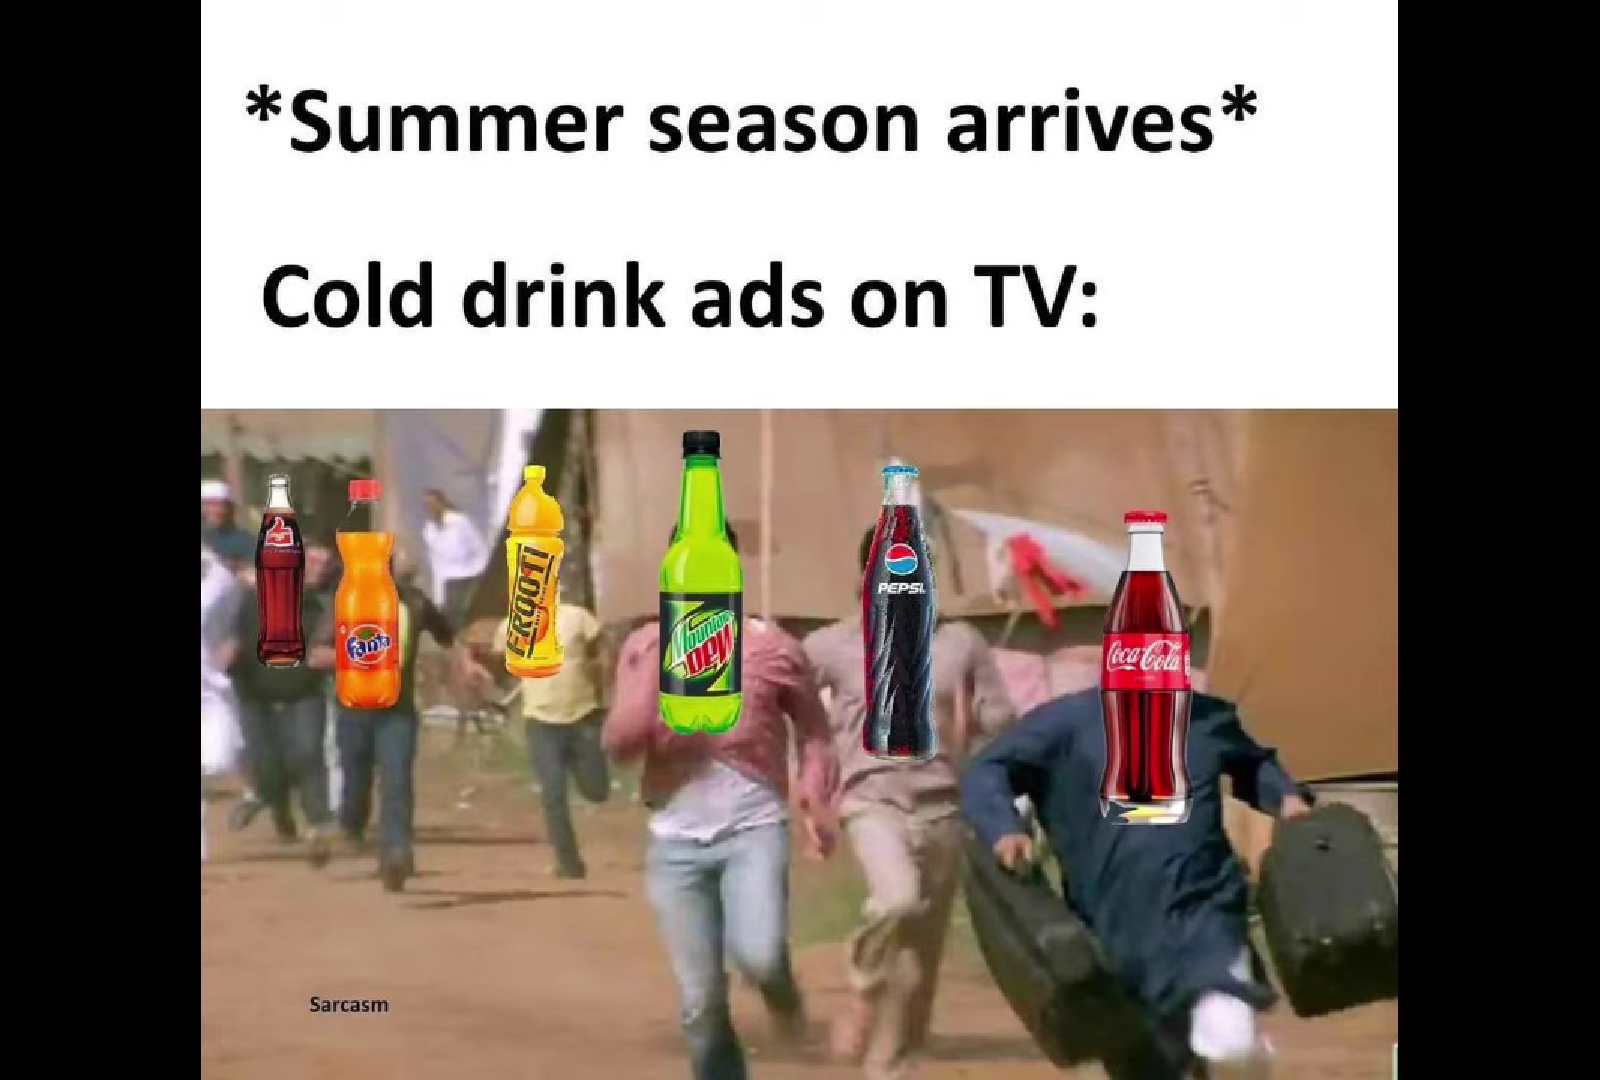 *Summer season arrives*
Cold drink ads on TV:
Fanta
FROOTI
Mountain
DEW
PEPSI
Coca-Cola
Sarcasm